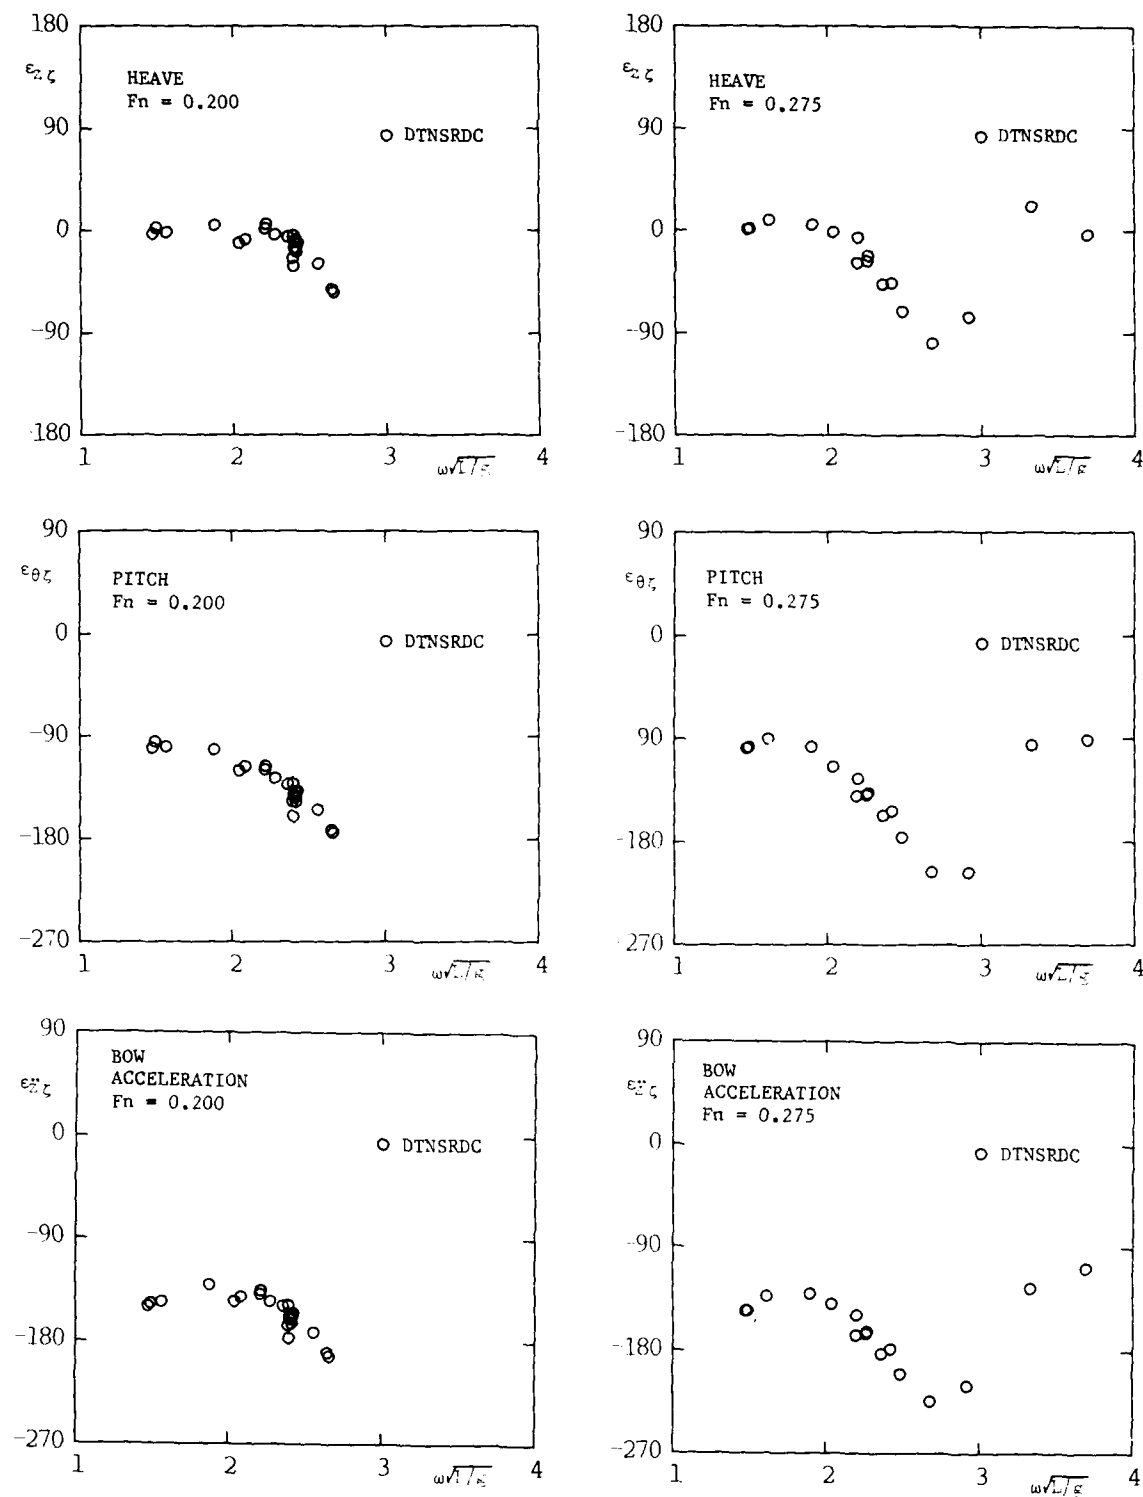 180
ε_zζ
HEAVE
Fn = 0.200
90
DTNSRDC
0
-90
180
1
2
3
4
ω√L/g
180
ε_zζ
HEAVE
Fn = 0.275
90
DTNSRDC
0
-90
-180
1
2
3
4
ω√L/g
90
ε_θζ
PITCH
Fn = 0.200
0
DTNSRDC
-90
-180
-270
1
2
3
4
ω√L/g
90
ε_θζ
PITCH
Fn = 0.275
0
DTNSRDC
90
-180
270
1
2
3
4
ω√L/g
90
BOW
ε_z̈ζ
ACCELERATION
Fn = 0.200
0
DTNSRDC
-90
-180
-270
1
2
3
4
ω√L/g
90
BOW
ε_z̈ζ
ACCELERATION
Fn = 0.275
0
DTNSRDC
-90
-180
-270
1
2
3
4
ω√L/g